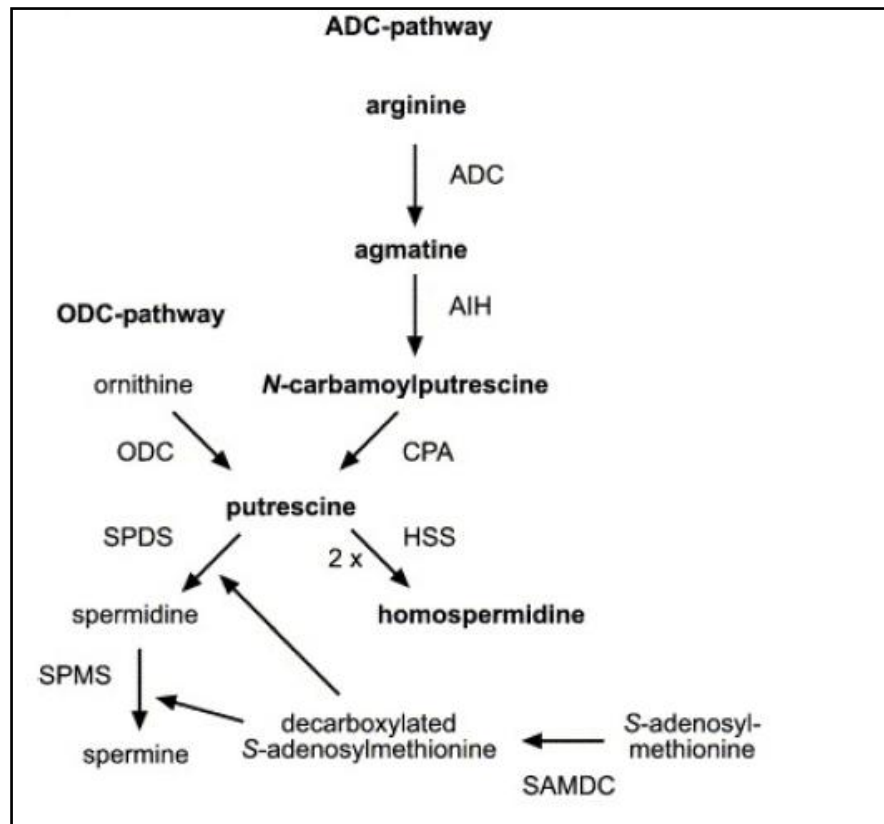 ADC-pathway
arginine
ADC
agmatine
AIH
ODC-pathway
ornithine
N-carbamoylputrescine
ODC
CPA
putrescine
SPDS
HSS
2 x
spermidine
homospermidine
SPMS
decarboxylated
S-adenosylmethionine
S-adenosyl-
methionine
spermine
SAMDC